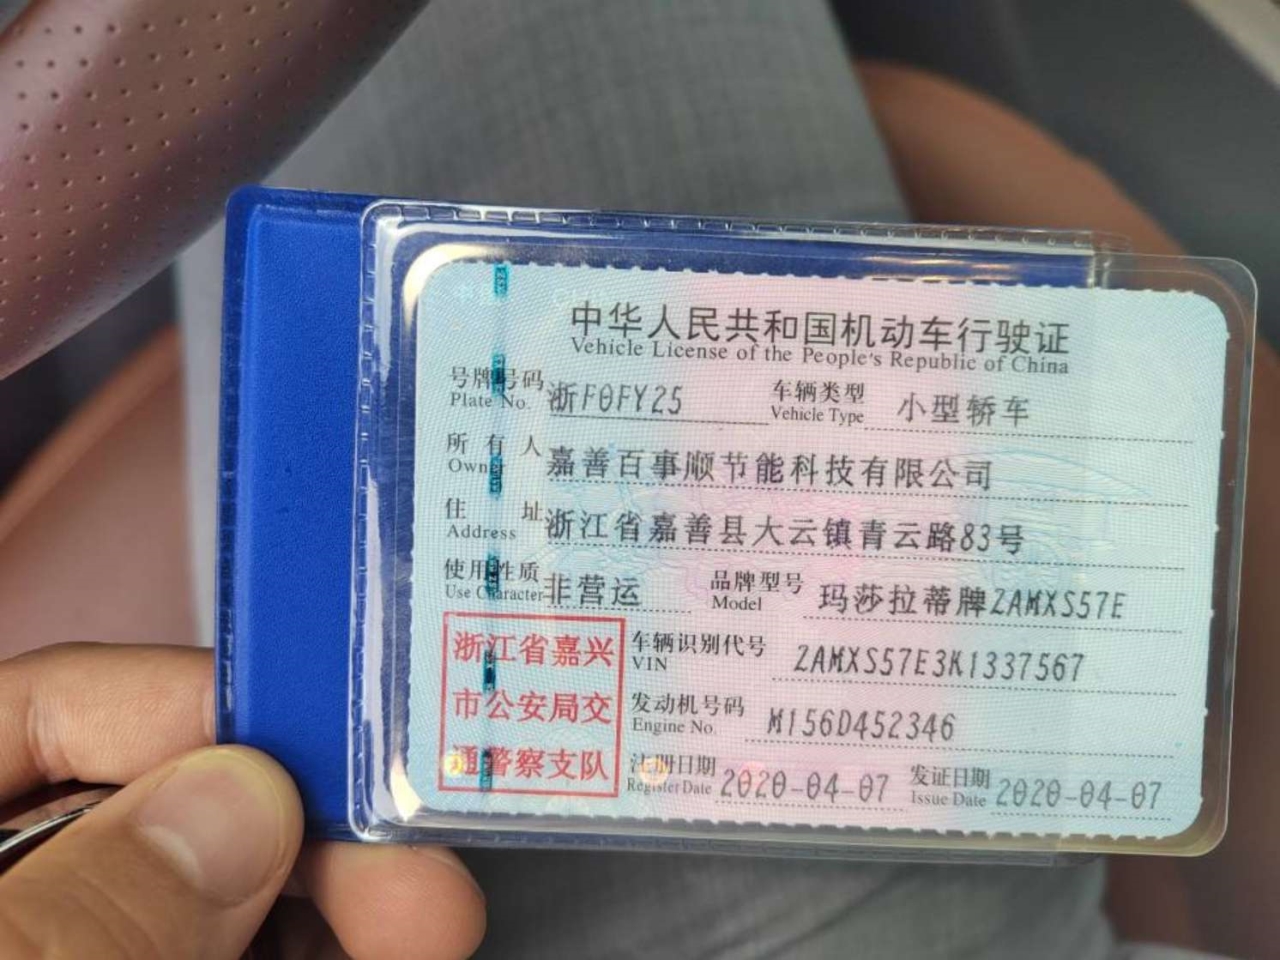 中华人民共和国机动车行驶证
Vehicle License of the People's Republic of China
号牌号码 浙F0FY25 车辆类型 小型轿车
Plate No. Vehicle Type
所有人 嘉善百事顺节能科技有限公司
Owner
住址 浙江省嘉善县大云镇青云路83号
Address
使用性质 非营运 品牌型号 玛莎拉蒂牌ZAMXS57E
Use Character Model
浙江省嘉兴
市公安局交
通警察支队
车辆识别代号 ZAMXS57E3K1337567
VIN
发动机号码 M156D452346
Engine No.
注册日期 2020-04-07 发证日期 2020-04-07
Register Date Issue Date